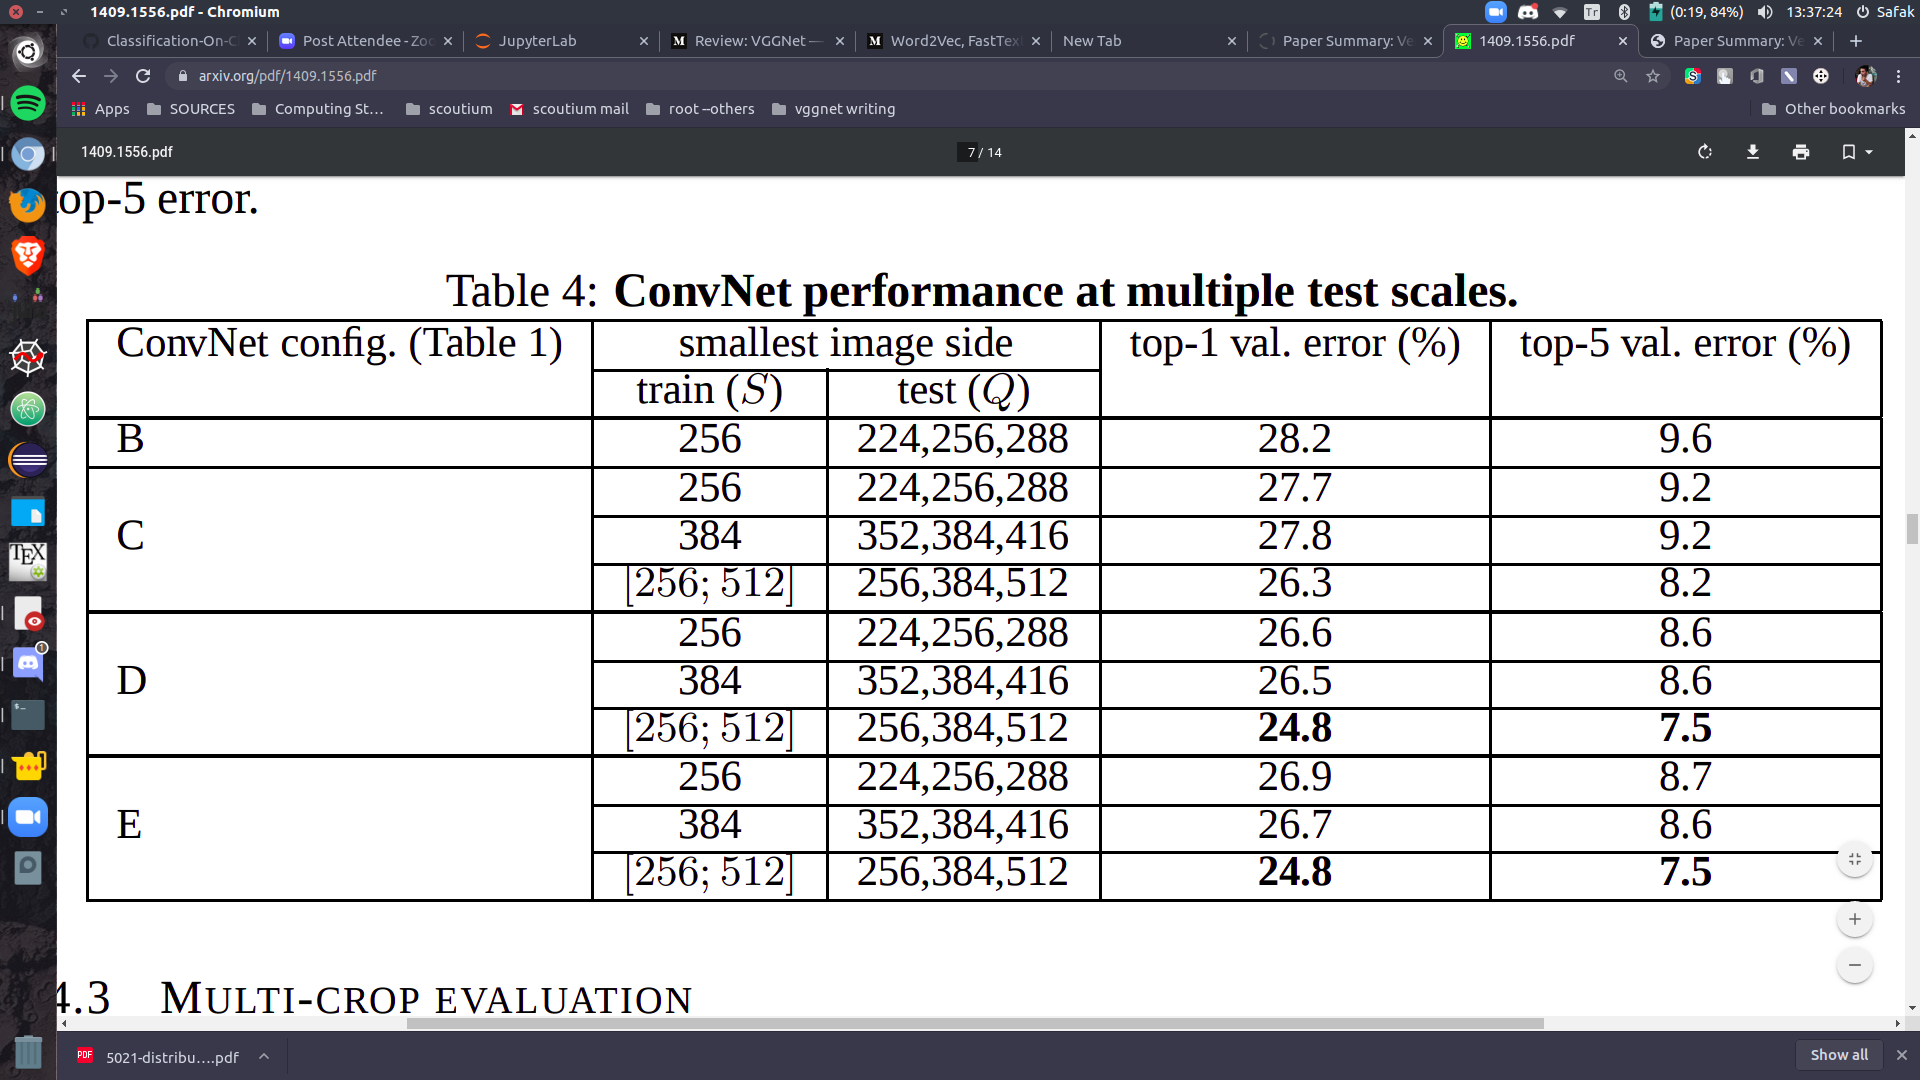 1409.1556.pdf - Chromium
Tr
(0:19, 84%)
13:37:24
Safak
Classification-On-C
Post Attendee - Zoo
JupyterLab
Review: VGGNet —
Word2Vec, FastTex
New Tab
Paper Summary: Ve
1409.1556.pdf
Paper Summary: Ve
arxiv.org/pdf/1409.1556.pdf
Apps
SOURCES
Computing St...
scoutium
scoutium mail
root --others
vggnet writing
Other bookmarks
1409.1556.pdf
7 / 14
top-5 error.
Table 4: ConvNet performance at multiple test scales.
ConvNet config. (Table 1) smallest image side top-1 val. error (%) top-5 val. error (%)
train (S) test (Q)
B 256 224,256,288 28.2 9.6
256 224,256,288 27.7 9.2
C 384 352,384,416 27.8 9.2
[256; 512] 256,384,512 26.3 8.2
256 224,256,288 26.6 8.6
D 384 352,384,416 26.5 8.6
[256; 512] 256,384,512 24.8 7.5
256 224,256,288 26.9 8.7
E 384 352,384,416 26.7 8.6
[256; 512] 256,384,512 24.8 7.5
4.3 MULTI-CROP EVALUATION
TEX
1
PDF
5021-distribu....pdf
Show all